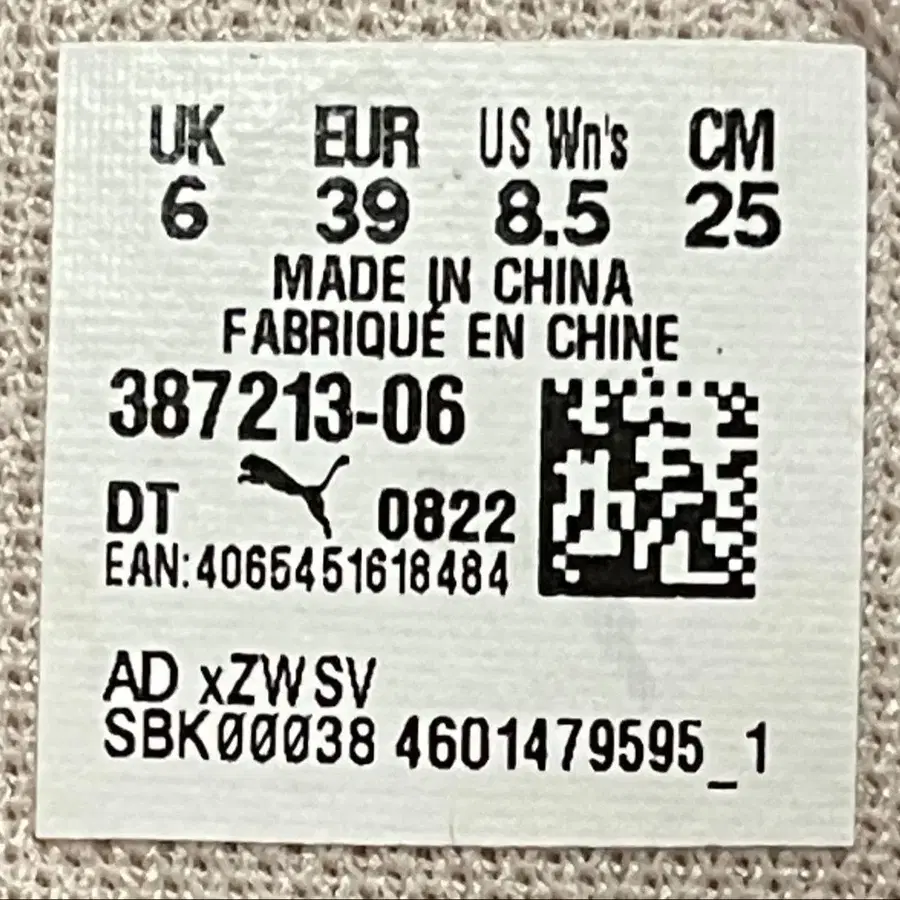 UK EUR US Wn's CM
6 39 8.5 25
MADE IN CHINA
FABRIQUÉ EN CHINE
387213-06
DT 0822
EAN:4065451618484
AD xZWSV
SBK00038 4601479595_1